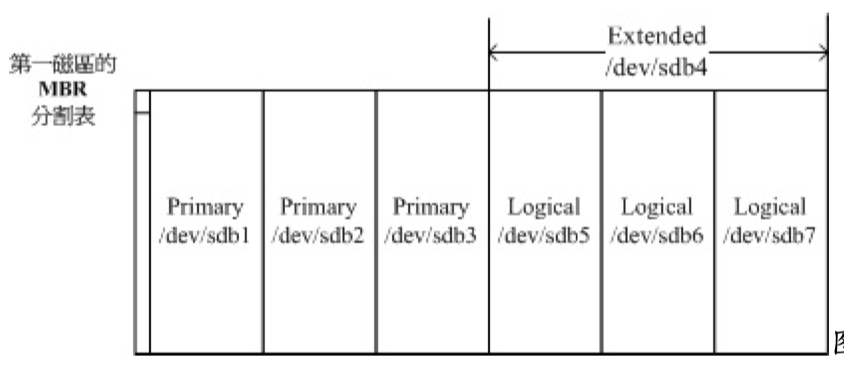 Extended
/dev/sdb4
第一磁區的
MBR
分割表
Primary
/dev/sdb1
Primary
/dev/sdb2
Primary
/dev/sdb3
Logical
/dev/sdb5
Logical
/dev/sdb6
Logical
/dev/sdb7